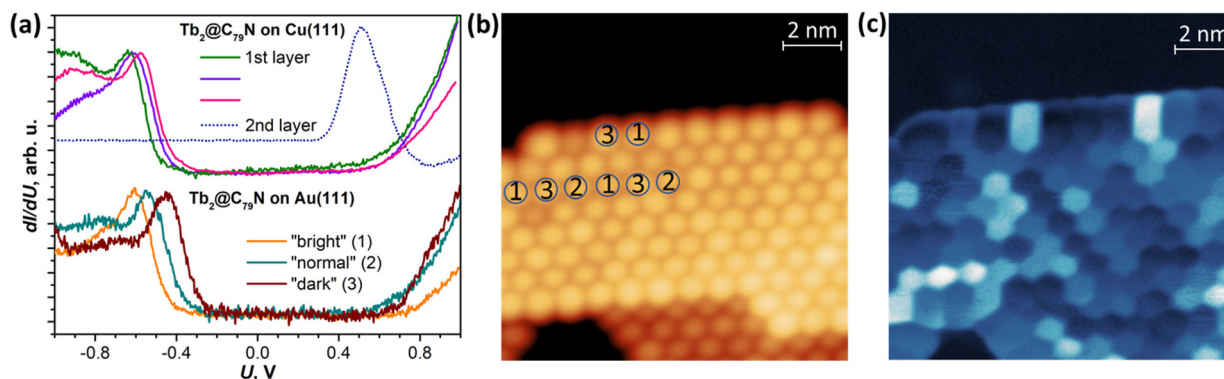 (a)
Tb₂@C₇₉N on Cu(111)
1st layer
2nd layer
Tb₂@C₇₉N on Au(111)
"bright" (1)
"normal" (2)
"dark" (3)
dI/dU, arb. u.
-0.8 -0.4 0.0 0.4 0.8
U, V
(b)
2 nm
3 1
1 3 2 1 3 2
(c)
2 nm